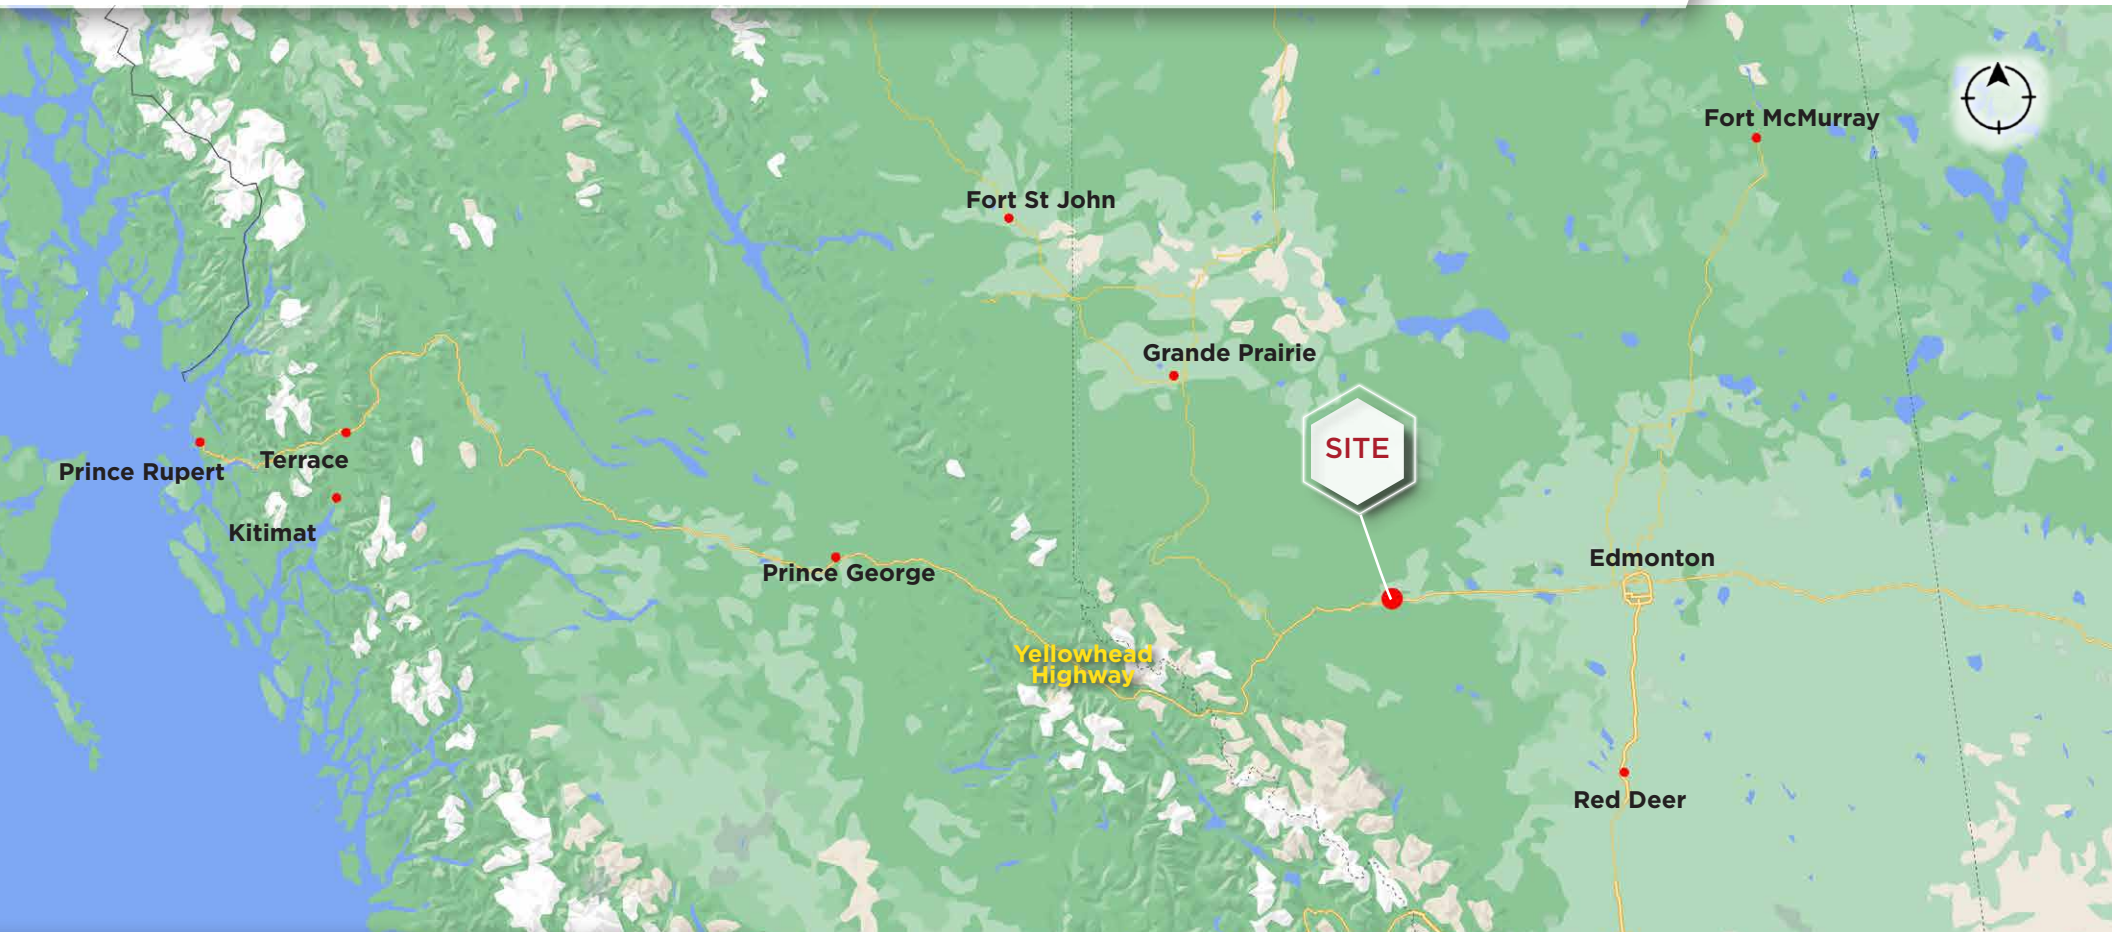 Fort McMurray
Fort St John
Grande Prairie
SITE
Prince Rupert
Terrace
Kitimat
Edmonton
Prince George
Yellowhead
Highway
Red Deer